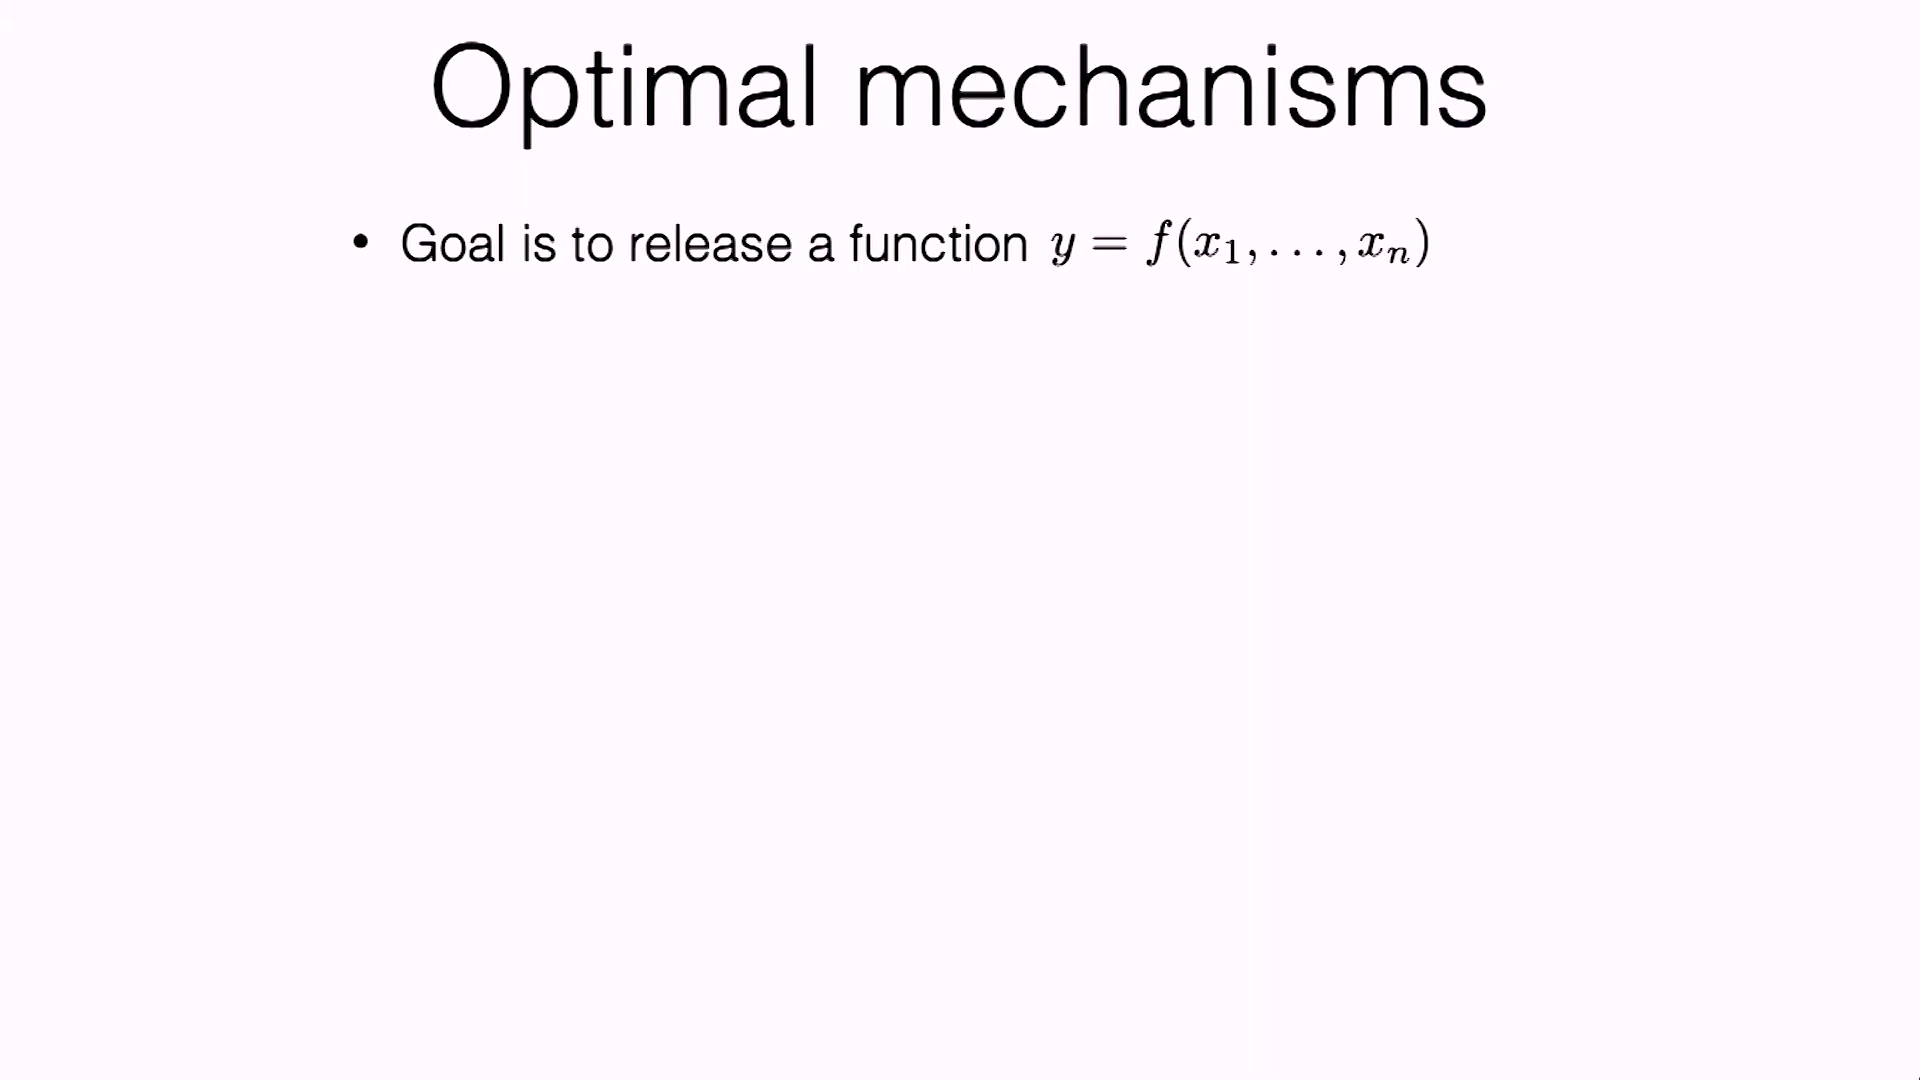 Optimal mechanisms
• Goal is to release a function y = f(x₁, . . . , xₙ)